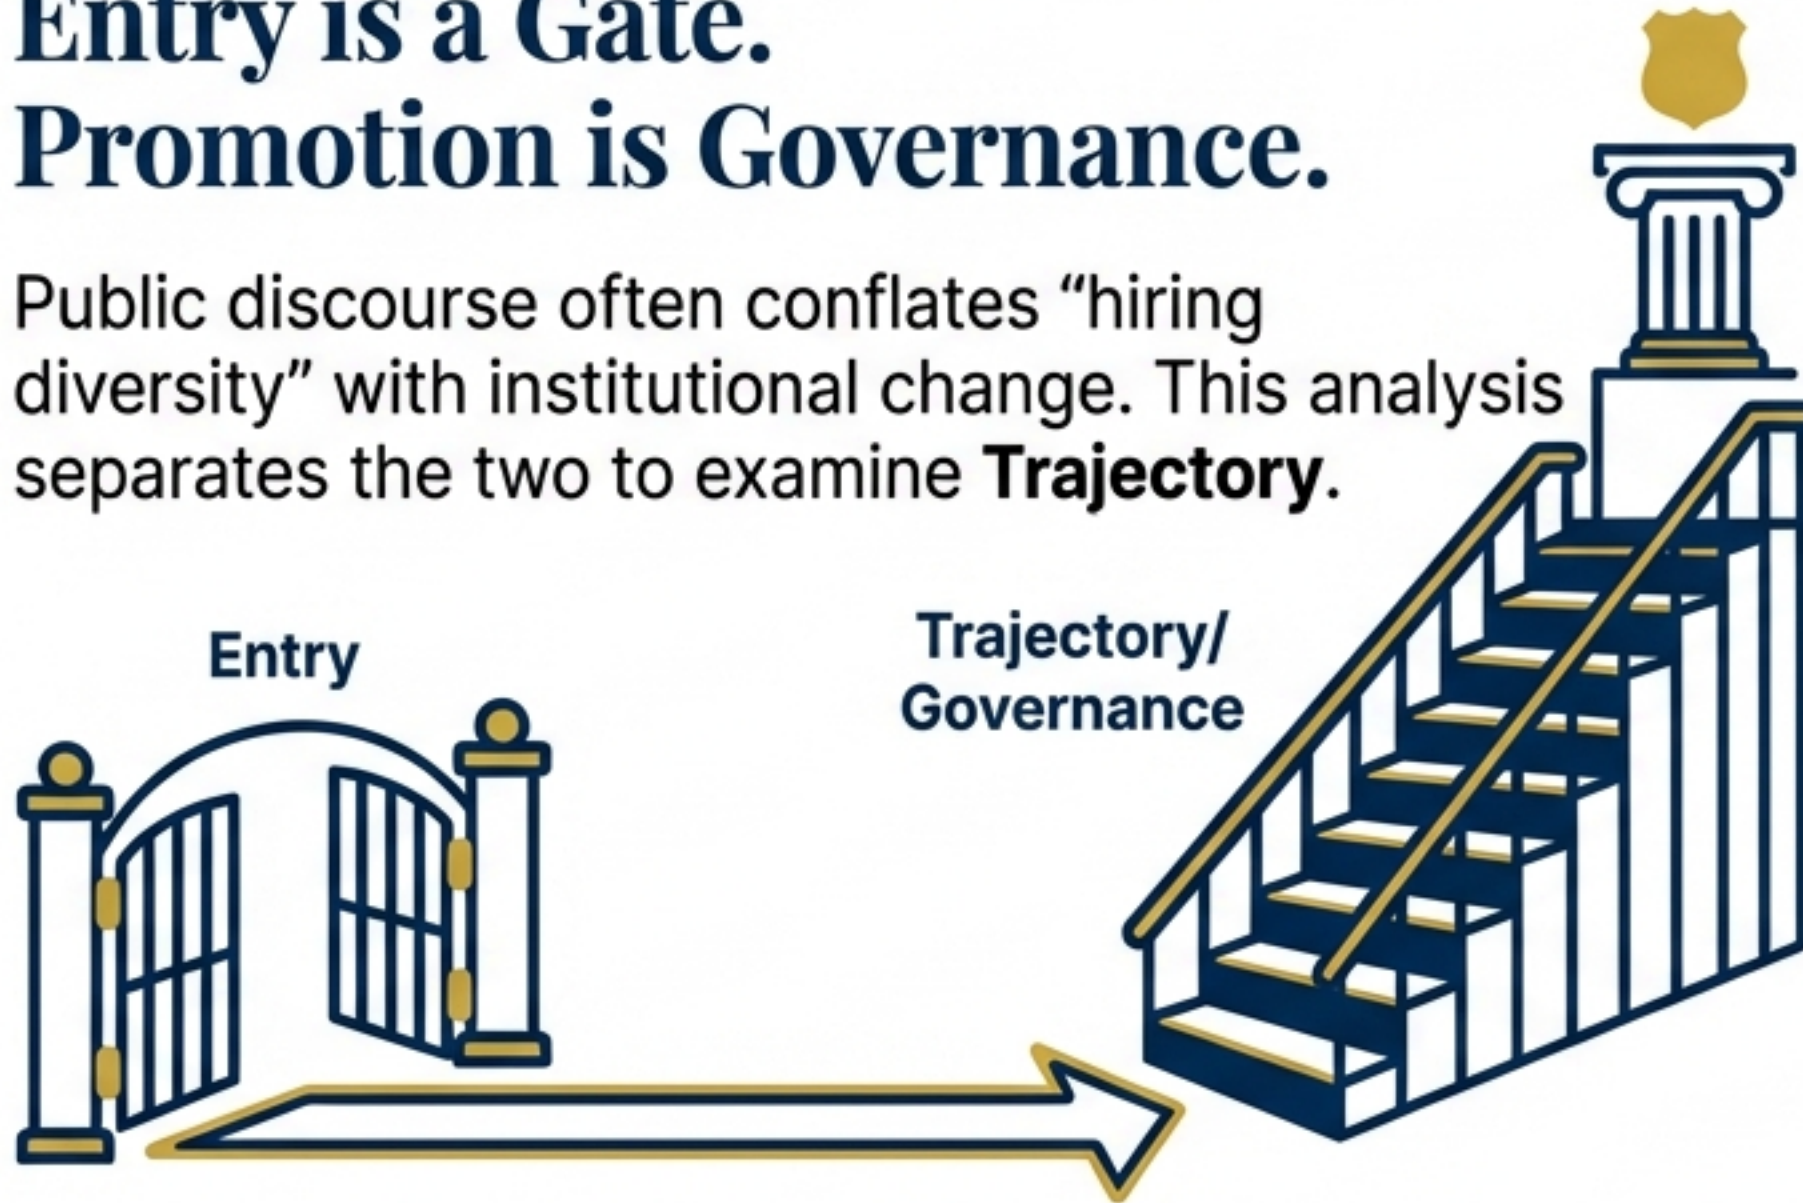 Entry is a Gate.
Promotion is Governance.
Public discourse often conflates “hiring
diversity” with institutional change. This analysis
separates the two to examine Trajectory.
Entry
Trajectory/
Governance